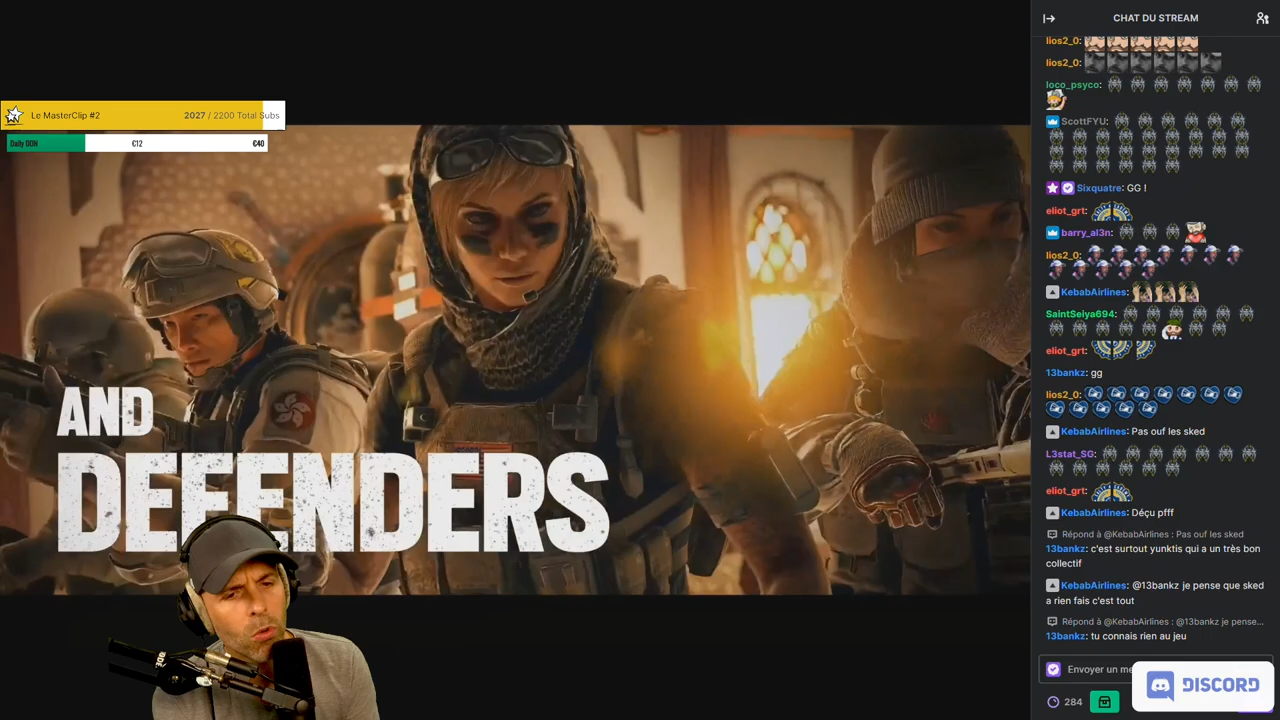 CHAT DU STREAM
lios2_0:
lios2_0:
loco_psyco:
Le MasterClip #2 2027 / 2200 Total Subs
ScottFYU:
Daily DON €12 €40
Sixquatre: GG !
eliot_grt:
barry_al3n:
lios2_0:
KebabAirlines:
SaintSeiya694:
eliot_grt:
13bankz: gg
lios2_0:
KebabAirlines: Pas ouf les sked
L3stat_SG:
eliot_grt:
KebabAirlines: Déçu pfff
Répond à @KebabAirlines : Pas ouf les sked
13bankz: c'est surtout yunktis qui a un très bon
collectif
KebabAirlines: @13bankz je pense que sked
a rien fais c'est tout
Répond à @KebabAirlines : @13bankz je pense...
13bankz: tu connais rien au jeu
Envoyer un me
DISCORD
284
AND
DEFENDERS